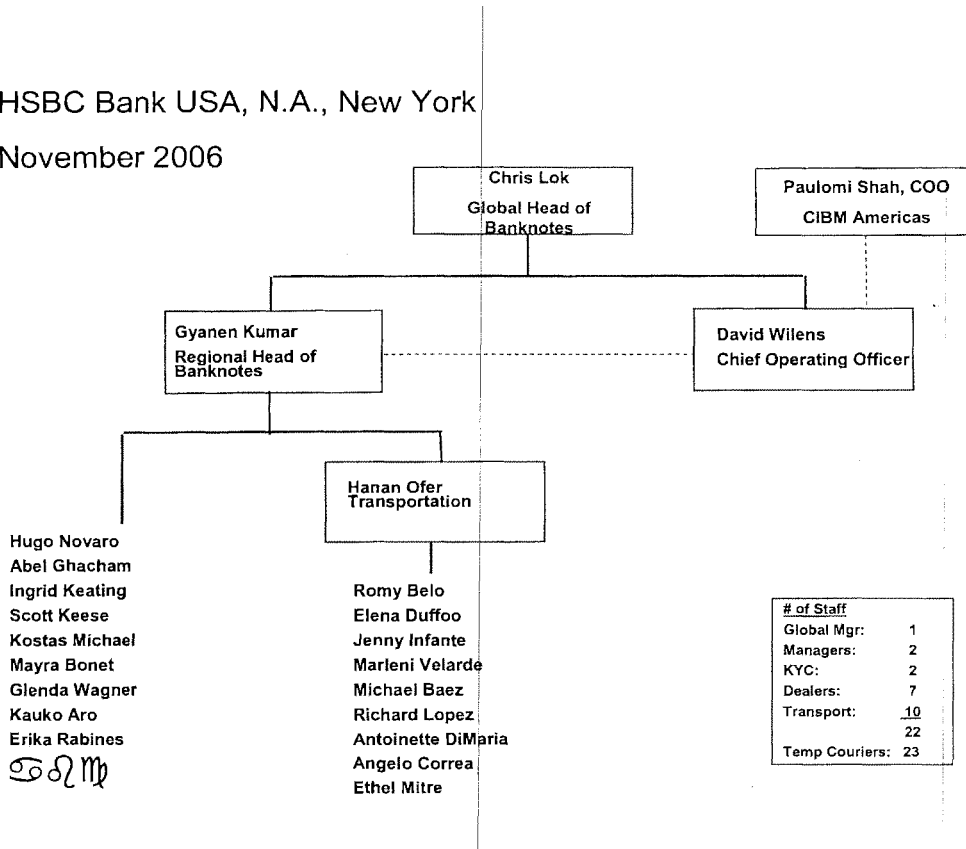 HSBC Bank USA, N.A., New York
November 2006
Chris Lok
Global Head of
Banknotes
Paulomi Shah, COO
CIBM Americas
Gyanen Kumar
Regional Head of
Banknotes
David Wilens
Chief Operating Officer
Hanan Ofer
Transportation
Hugo Novaro
Abel Ghacham
Ingrid Keating
Scott Keese
Kostas Michael
Mayra Bonet
Glenda Wagner
Kauko Aro
Erika Rabines
♋♌♍
Romy Belo
Elena Duffoo
Jenny Infante
Marleni Velarde
Michael Baez
Richard Lopez
Antoinette DiMaria
Angelo Correa
Ethel Mitre
# of Staff
Global Mgr: 1
Managers: 2
KYC: 2
Dealers: 7
Transport: 10
22
Temp Couriers: 23